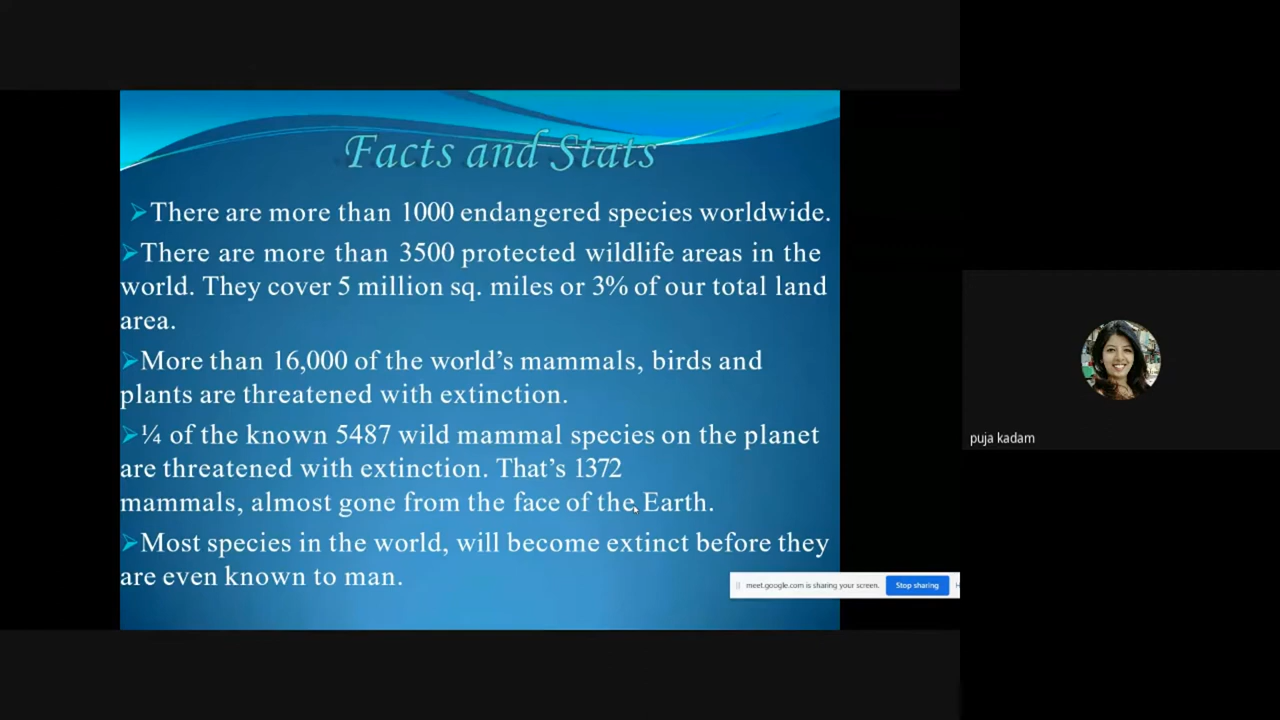 Facts and Stats
➢There are more than 1000 endangered species worldwide.
➢There are more than 3500 protected wildlife areas in the
world. They cover 5 million sq. miles or 3% of our total land
area.
➢More than 16,000 of the world’s mammals, birds and
plants are threatened with extinction.
➢¼ of the known 5487 wild mammal species on the planet
are threatened with extinction. That’s 1372
mammals, almost gone from the face of the Earth.
➢Most species in the world, will become extinct before they
are even known to man.
meet.google.com is sharing your screen. Stop sharing H
puja kadam